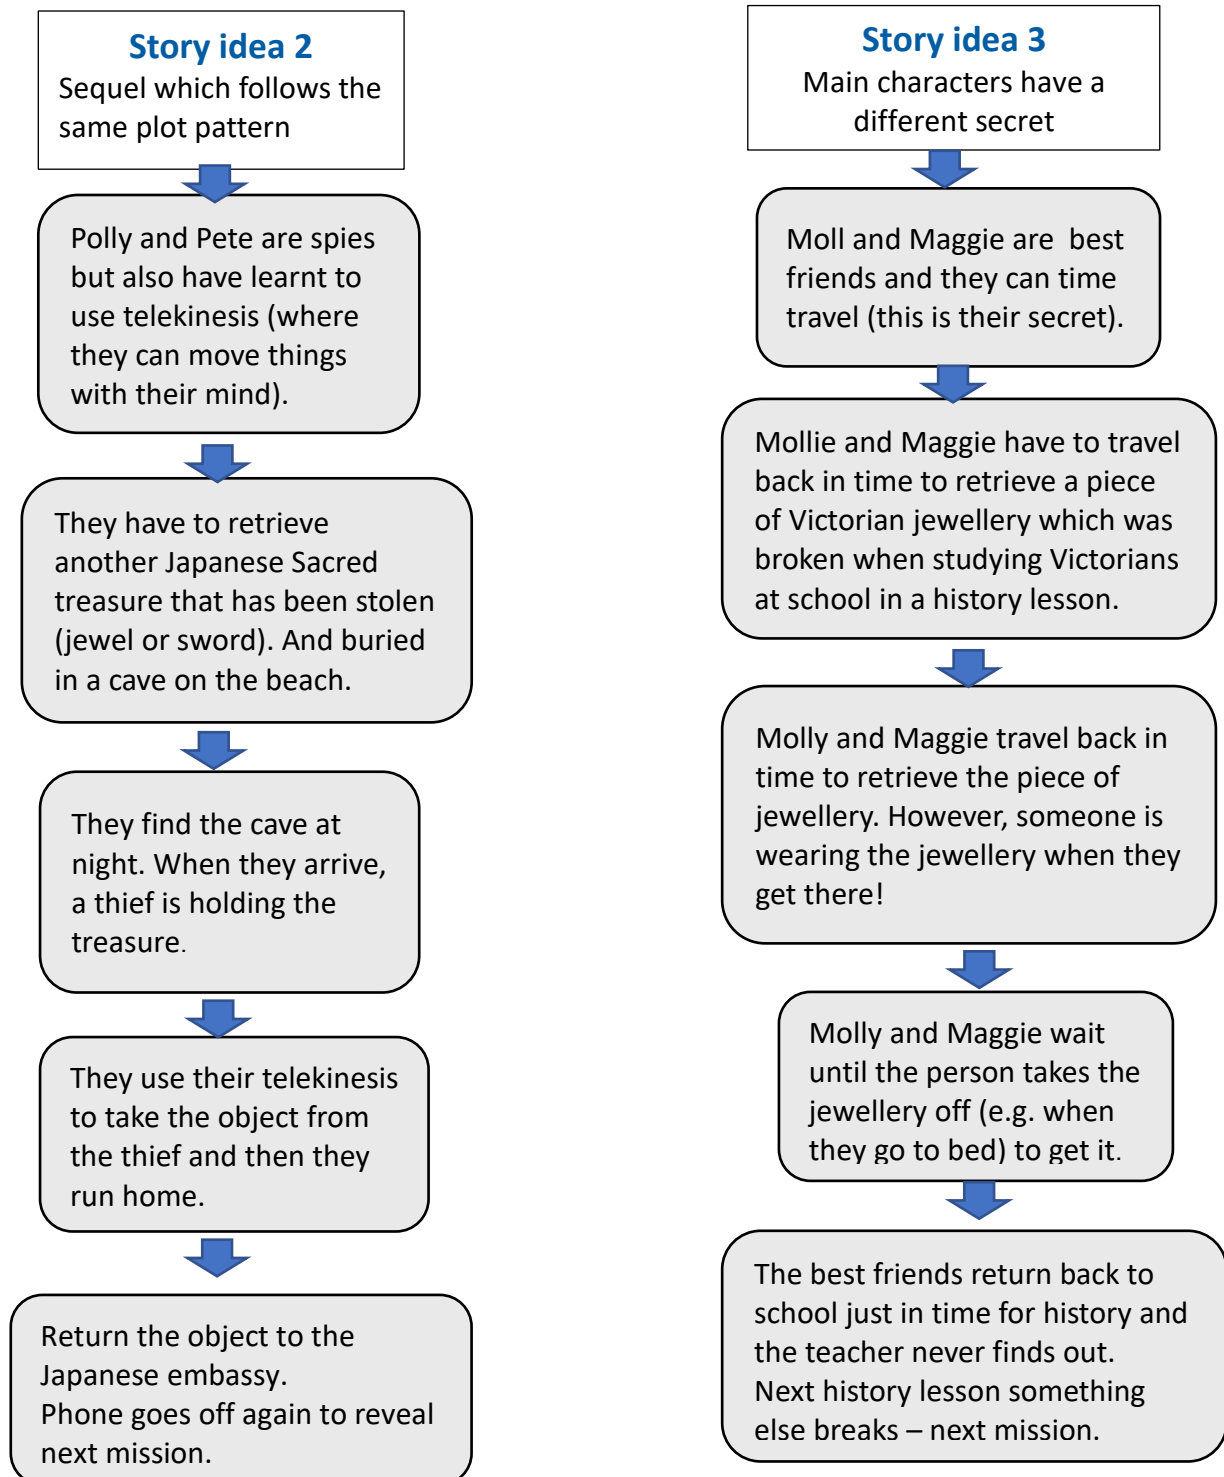 Story idea 2
Sequel which follows the
same plot pattern
Polly and Pete are spies
but also have learnt to
use telekinesis (where
they can move things
with their mind).
They have to retrieve
another Japanese Sacred
treasure that has been stolen
(jewel or sword). And buried
in a cave on the beach.
They find the cave at
night. When they arrive,
a thief is holding the
treasure.
They use their telekinesis
to take the object from
the thief and then they
run home.
Return the object to the
Japanese embassy.
Phone goes off again to reveal
next mission.
Story idea 3
Main characters have a
different secret
Moll and Maggie are  best
friends and they can time
travel (this is their secret).
Mollie and Maggie have to travel
back in time to retrieve a piece
of Victorian jewellery which was
broken when studying Victorians
at school in a history lesson.
Molly and Maggie travel back in
time to retrieve the piece of
jewellery. However, someone is
wearing the jewellery when they
get there!
Molly and Maggie wait
until the person takes the
jewellery off (e.g. when
they go to bed) to get it.
The best friends return back to
school just in time for history and
the teacher never finds out.
Next history lesson something
else breaks – next mission.